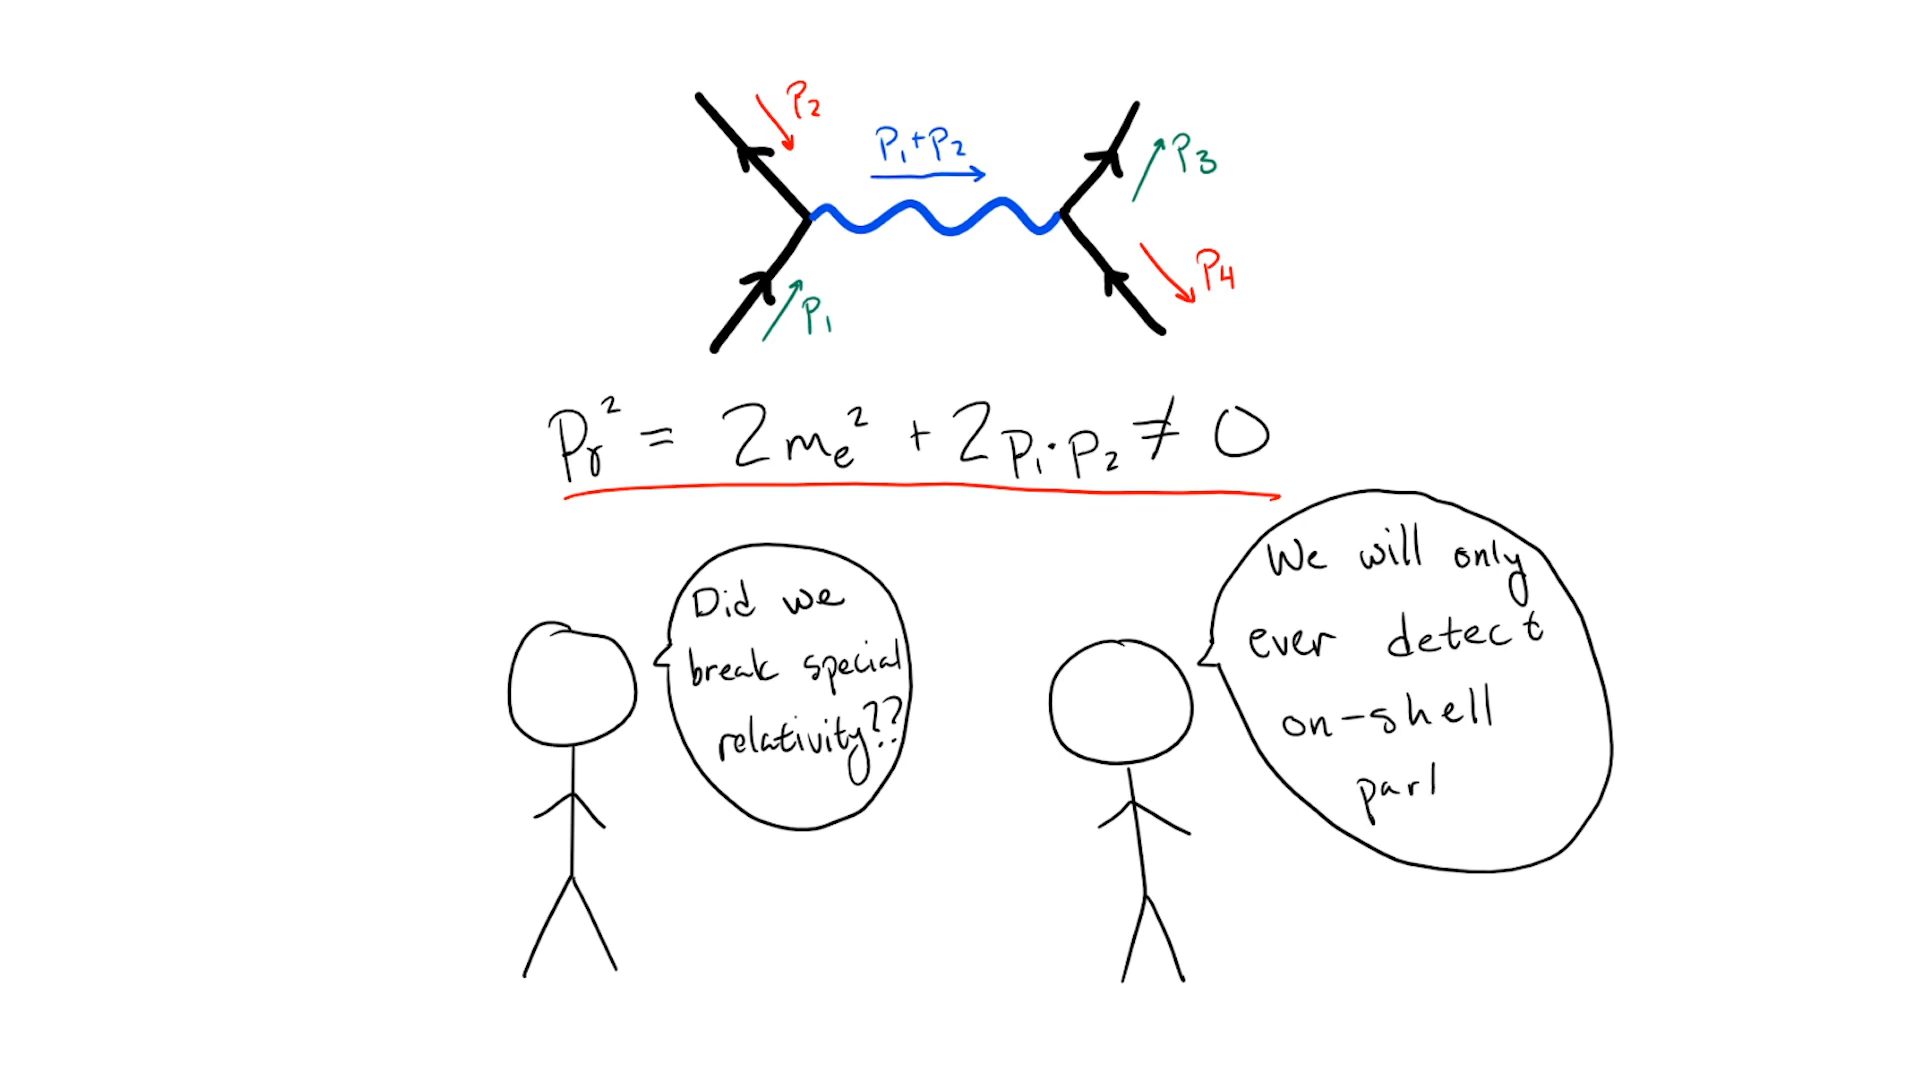 P₂
P₁+P₂
P₃
P₄
P₁
Pᵧ² = 2mₑ² + 2p₁·p₂ ≠ 0
Did we
break special
relativity??
We will only
ever detect
on-shell
parl